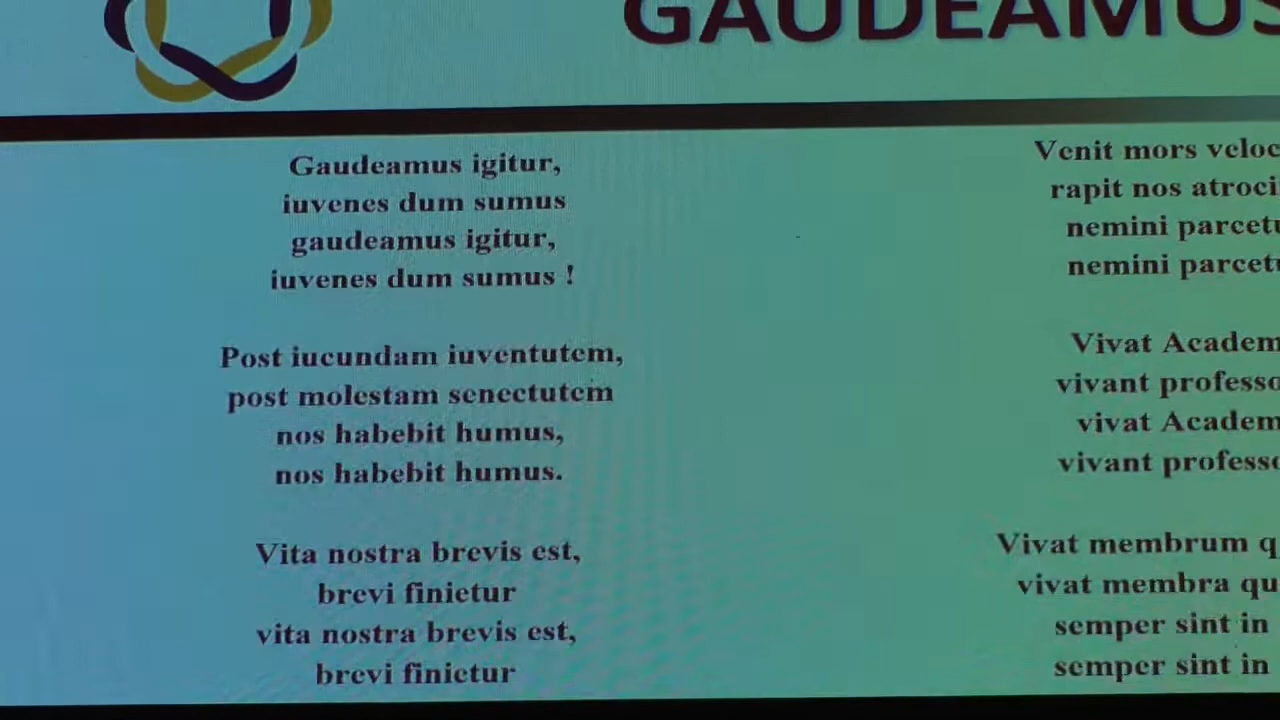 GAUDEAMUS
Gaudeamus igitur,
iuvenes dum sumus
gaudeamus igitur,
iuvenes dum sumus !
Post iucundam iuventutem,
post molestam senectutem
nos habebit humus,
nos habebit humus.
Vita nostra brevis est,
brevi finietur
vita nostra brevis est,
brevi finietur
Venit mors
rapit nos
nemini
nemini
Vivat
vivant
vivat
vivant
Vivat membrum
vivat membra
semper sint in
semper sint in